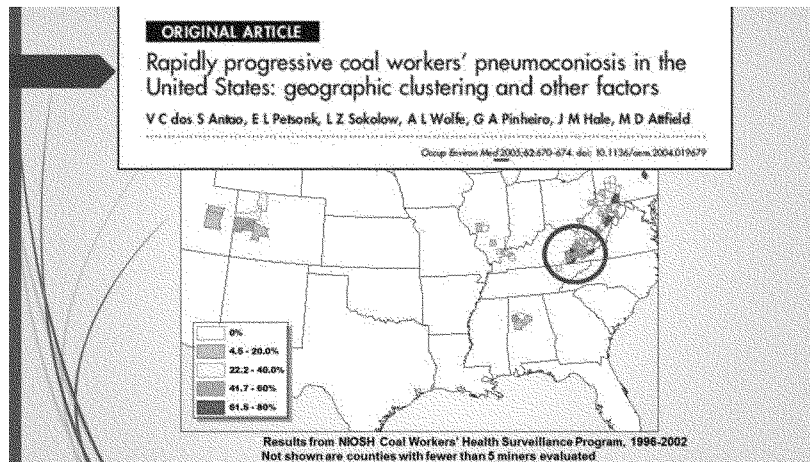 ORIGINAL ARTICLE
Rapidly progressive coal workers' pneumoconiosis in the
United States: geographic clustering and other factors
V C dos S Antao, E L Petsonk, L Z Sokolow, A L Wolfe, G A Pinheiro, J M Hale, M D Attfield
Occup Environ Med 2005;62:670–674. doi: 10.1136/oem.2004.019679
0%
4.5 - 20.0%
22.2 - 40.0%
41.7 - 60%
61.5 - 80%
Results from NIOSH Coal Workers' Health Surveillance Program, 1996-2002
Not shown are counties with fewer than 5 miners evaluated